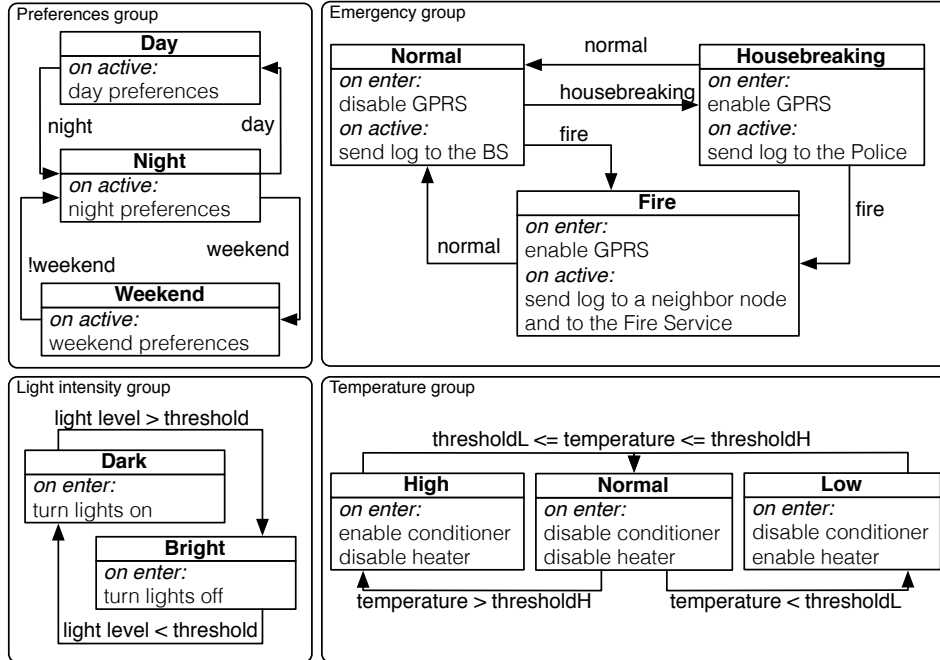 Preferences group
Day
on active:
day preferences
night
day
Night
on active:
night preferences
weekend
!weekend
Weekend
on active:
weekend preferences
Emergency group
normal
Normal
on enter:
disable GPRS
on active:
send log to the BS
housebreaking
Housebreaking
on enter:
enable GPRS
on active:
send log to the Police
fire
fire
normal
Fire
on enter:
enable GPRS
on active:
send log to a neighbor node
and to the Fire Service
Light intensity group
light level > threshold
Dark
on enter:
turn lights on
Bright
on enter:
turn lights off
light level < threshold
Temperature group
thresholdL <= temperature <= thresholdH
High
on enter:
enable conditioner
disable heater
Normal
on enter:
disable conditioner
disable heater
Low
on enter:
disable conditioner
enable heater
temperature > thresholdH
temperature < thresholdL